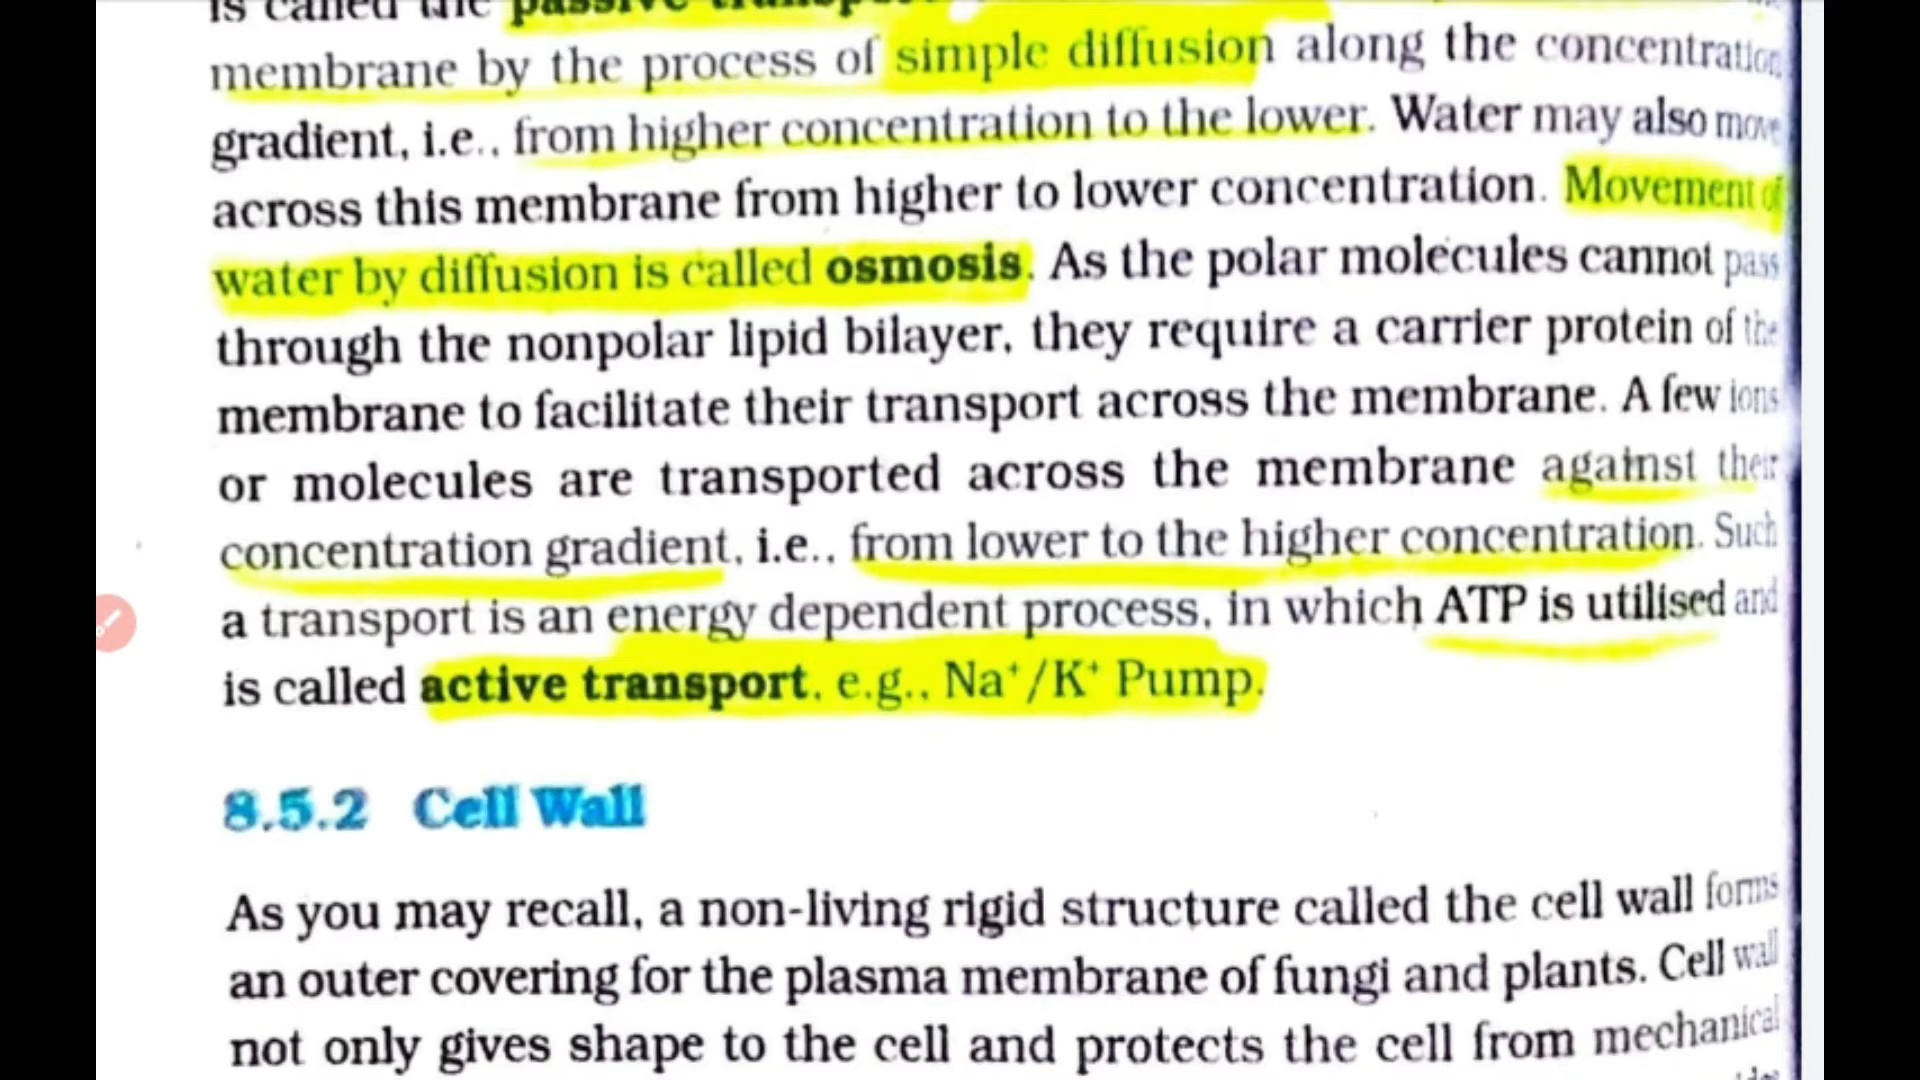 is called the passive transport
membrane by the process of simple diffusion along the concentration
gradient, i.e., from higher concentration to the lower. Water may also move
across this membrane from higher to lower concentration. Movement of
water by diffusion is called osmosis. As the polar molecules cannot pass
through the nonpolar lipid bilayer, they require a carrier protein of the
membrane to facilitate their transport across the membrane. A few ions
or molecules are transported across the membrane against their
concentration gradient, i.e., from lower to the higher concentration. Such
a transport is an energy dependent process, in which ATP is utilised and
is called active transport, e.g., Na⁺/K⁺ Pump.
8.5.2 Cell Wall
As you may recall, a non-living rigid structure called the cell wall forms
an outer covering for the plasma membrane of fungi and plants. Cell wall
not only gives shape to the cell and protects the cell from mechanical